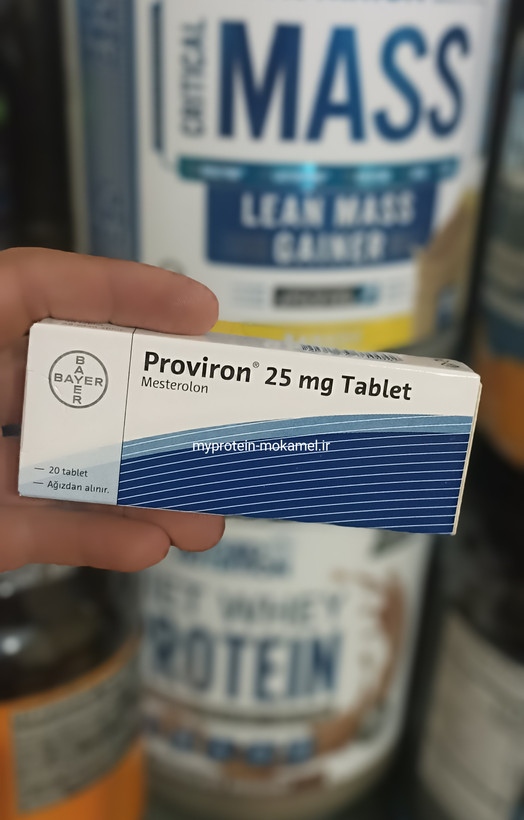 CRITICAL
MASS
LEAN MASS
GAINER
BAYER
BAYER
Proviron® 25 mg Tablet
Mesterolon
myprotein-mokamel.ir
— 20 tablet
— Ağızdan alınır.
WHEY
PROTEIN